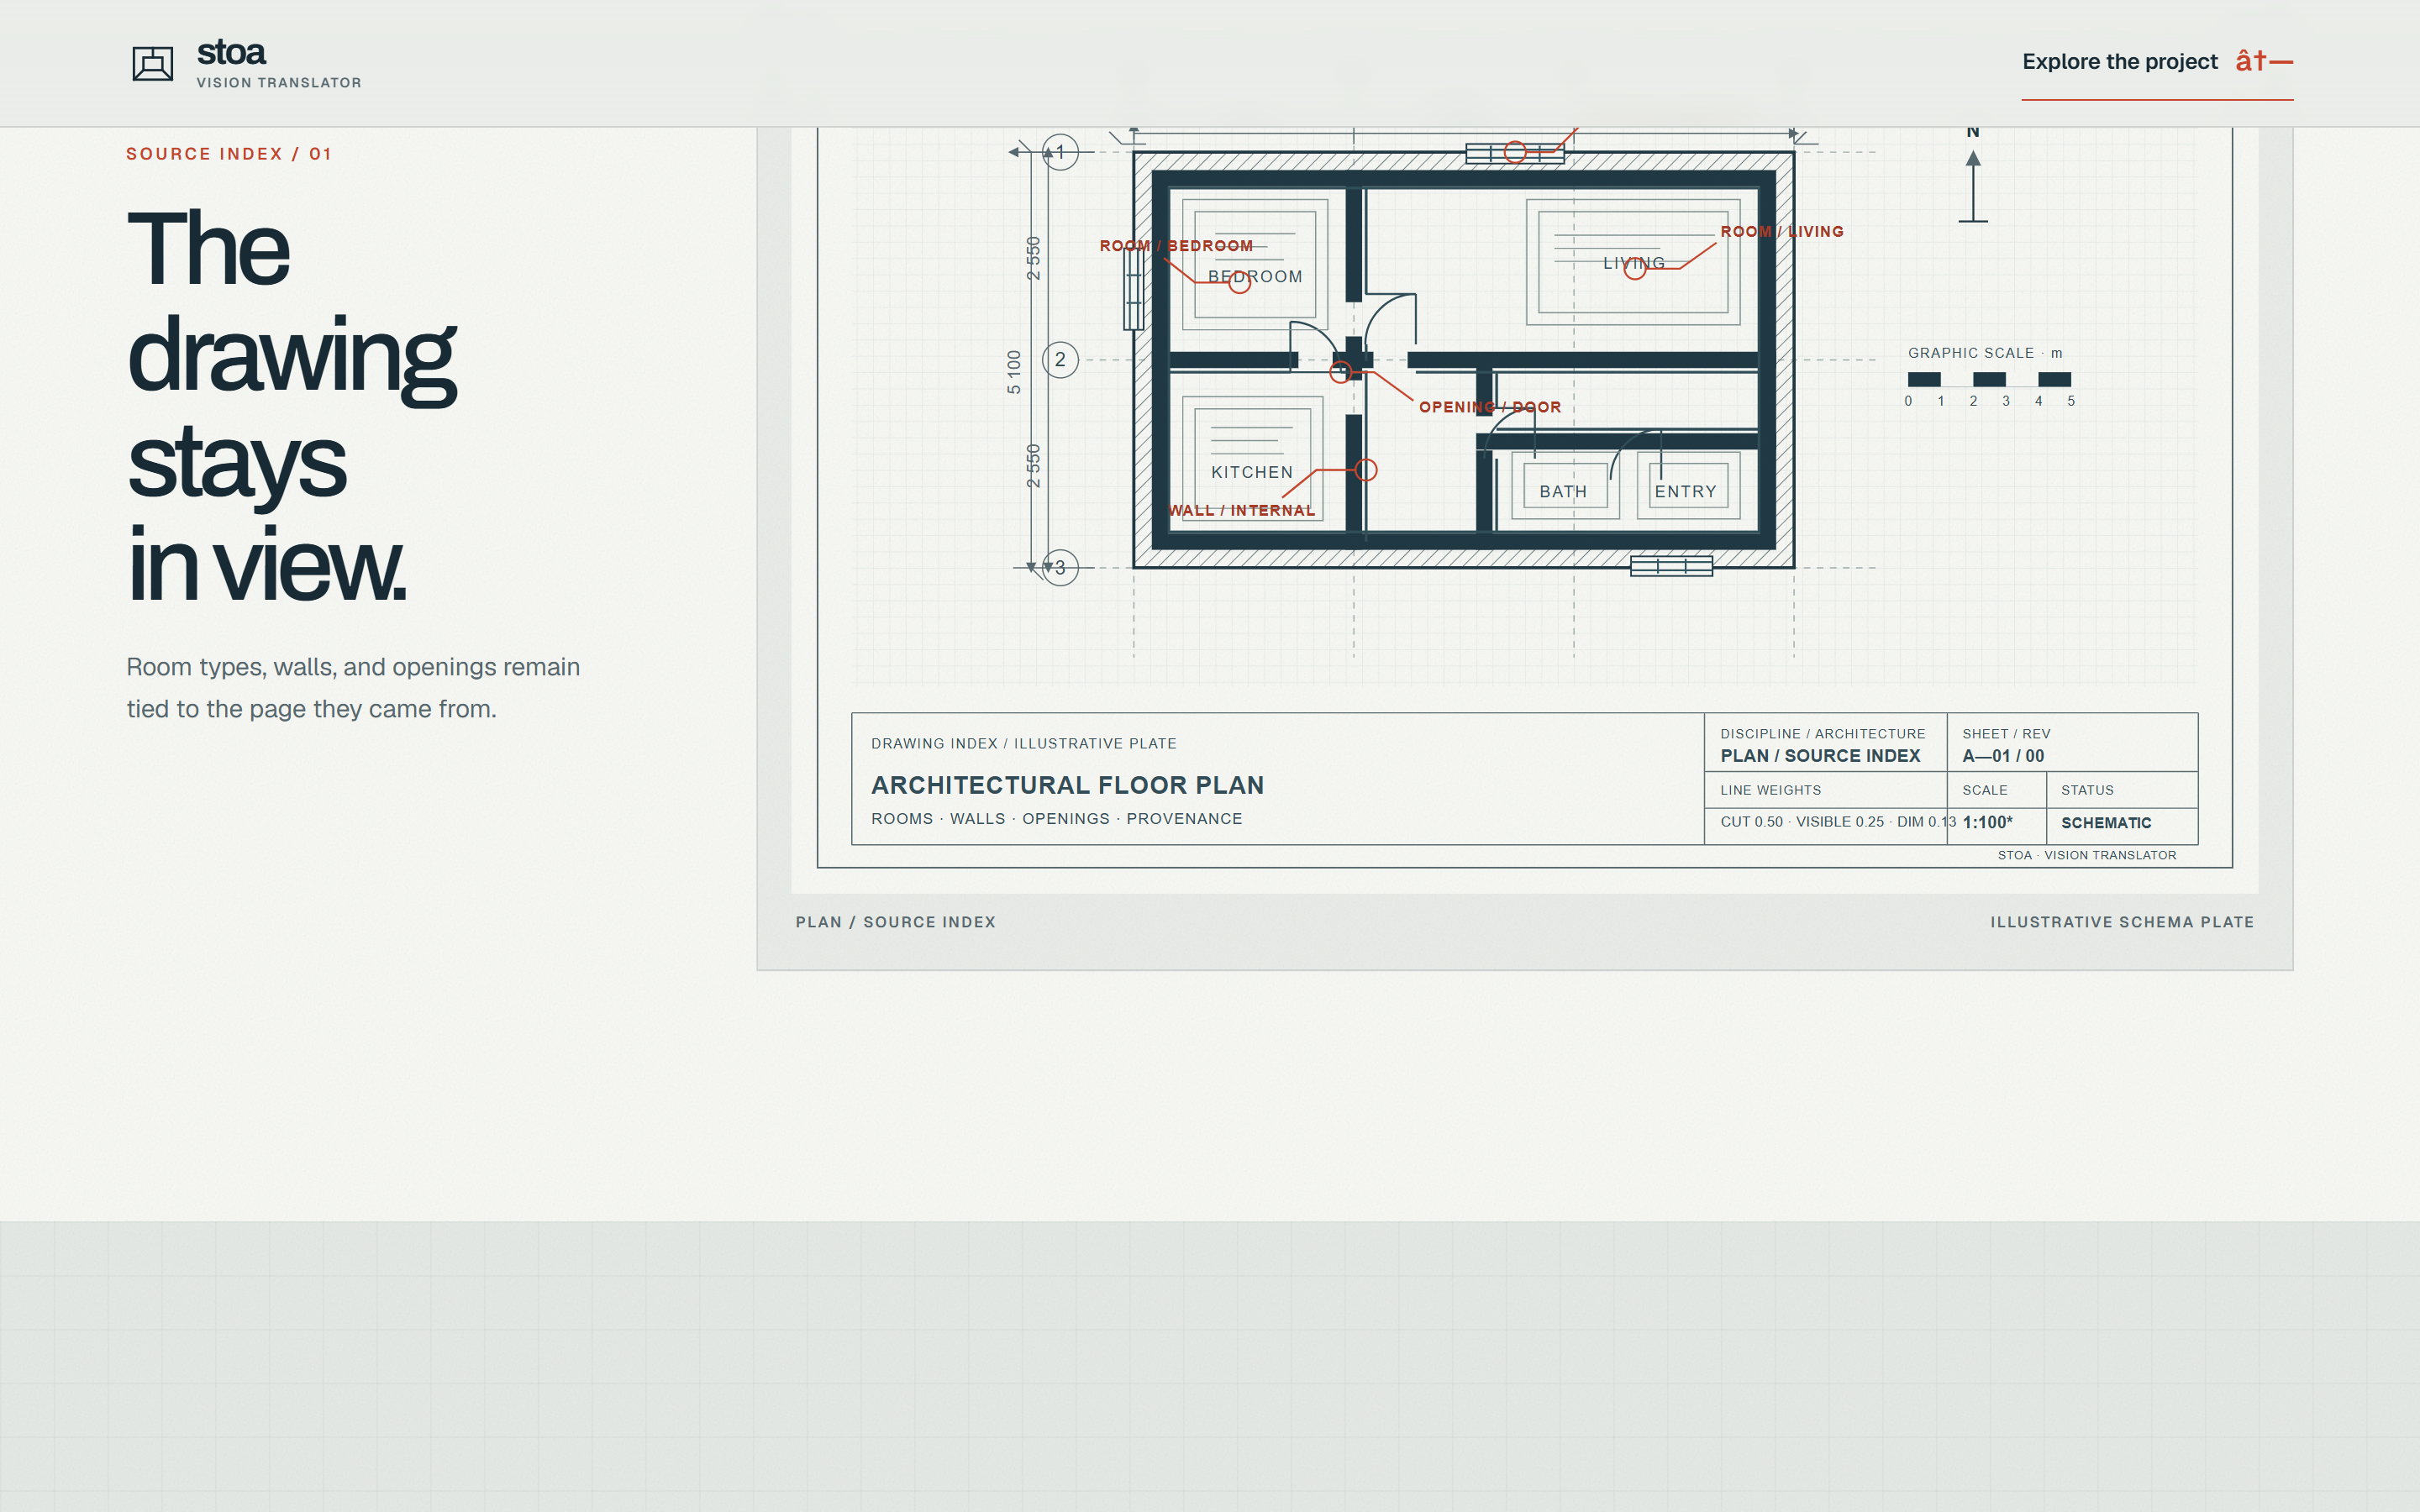 stoa
VISION TRANSLATOR
Explore the project â†—
SOURCE INDEX / 01
The
drawing
stays
in view.
Room types, walls, and openings remain
tied to the page they came from.
N
1
2 550
ROOM / BEDROOM
BEDROOM
ROOM / LIVING
LIVING
2
5 100
GRAPHIC SCALE · m
0 1 2 3 4 5
OPENING / DOOR
2 550
KITCHEN
BATH
ENTRY
WALL / INTERNAL
3
DRAWING INDEX / ILLUSTRATIVE PLATE
ARCHITECTURAL FLOOR PLAN
ROOMS · WALLS · OPENINGS · PROVENANCE
DISCIPLINE / ARCHITECTURE
PLAN / SOURCE INDEX
SHEET / REV
A—01 / 00
LINE WEIGHTS
SCALE
STATUS
CUT 0.50 · VISIBLE 0.25 · DIM 0.13
1:100*
SCHEMATIC
STOA · VISION TRANSLATOR
PLAN / SOURCE INDEX
ILLUSTRATIVE SCHEMA PLATE